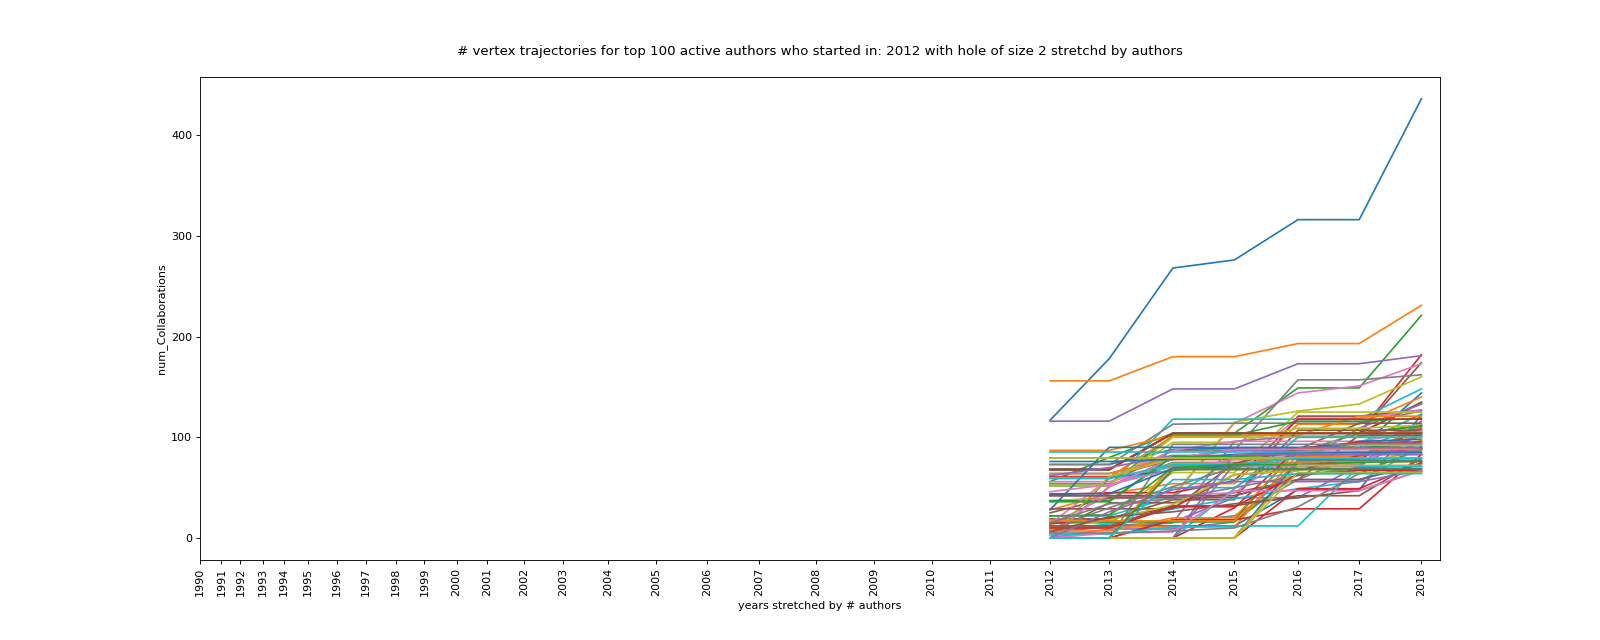 # vertex trajectories for top 100 active authors who started in: 2012 with hole of size 2 stretchd by authors
num_Collaborations
400
300
200
100
0
1990 1991 1992 1993 1994 1995 1996 1997 1998 1999 2000 2001 2002 2003 2004 2005 2006 2007 2008 2009 2010 2011 2012 2013 2014 2015 2016 2017 2018
years stretched by # authors